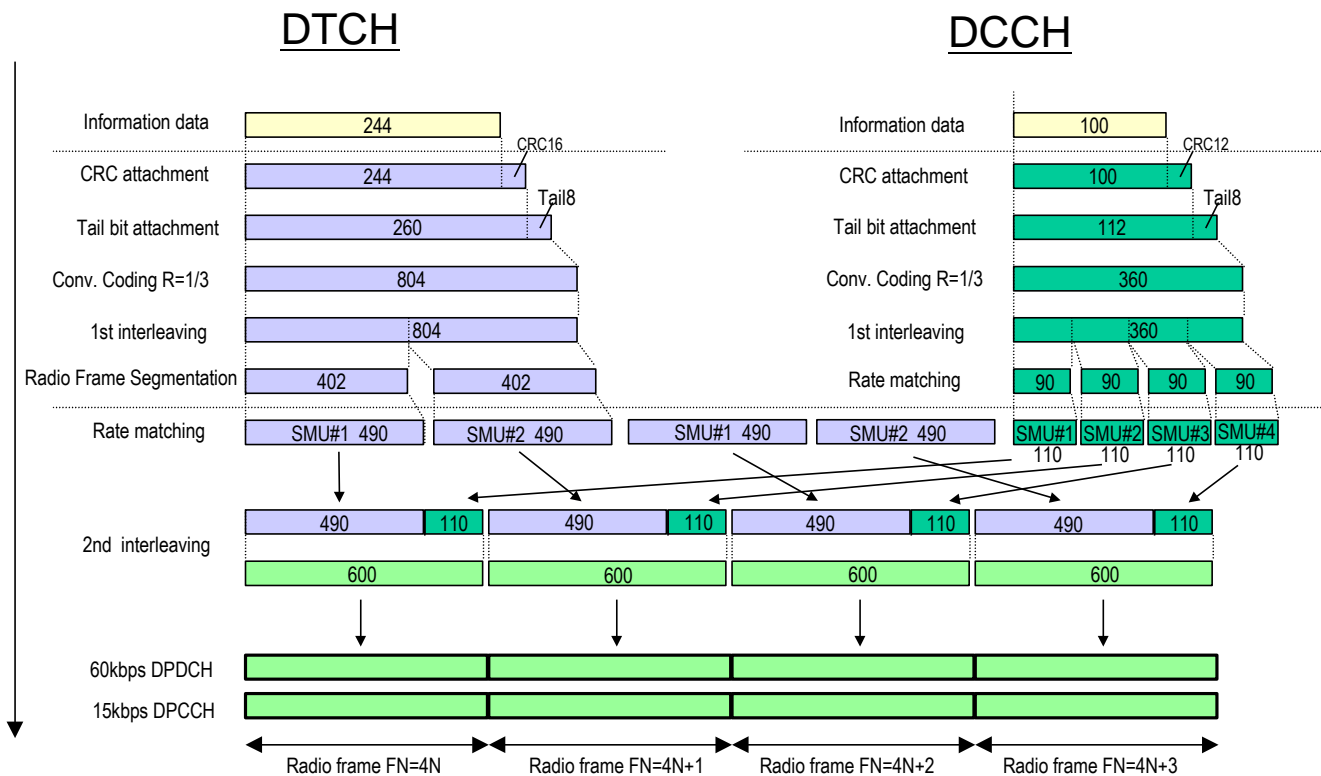 DTCH DCCH
Information data 244 Information data 100
CRC16 CRC12
CRC attachment 244 CRC attachment 100
Tail8 Tail8
Tail bit attachment 260 Tail bit attachment 112
Conv. Coding R=1/3 804 Conv. Coding R=1/3 360
1st interleaving 804 1st interleaving 360
Radio Frame Segmentation 402 402 Rate matching 90 90 90 90
Rate matching SMU#1 490 SMU#2 490 SMU#1 490 SMU#2 490 SMU#1 SMU#2 SMU#3 SMU#4
110 110 110 110
490 110 490 110 490 110 490 110
2nd interleaving
600 600 600 600
60kbps DPDCH
15kbps DPCCH
Radio frame FN=4N Radio frame FN=4N+1 Radio frame FN=4N+2 Radio frame FN=4N+3